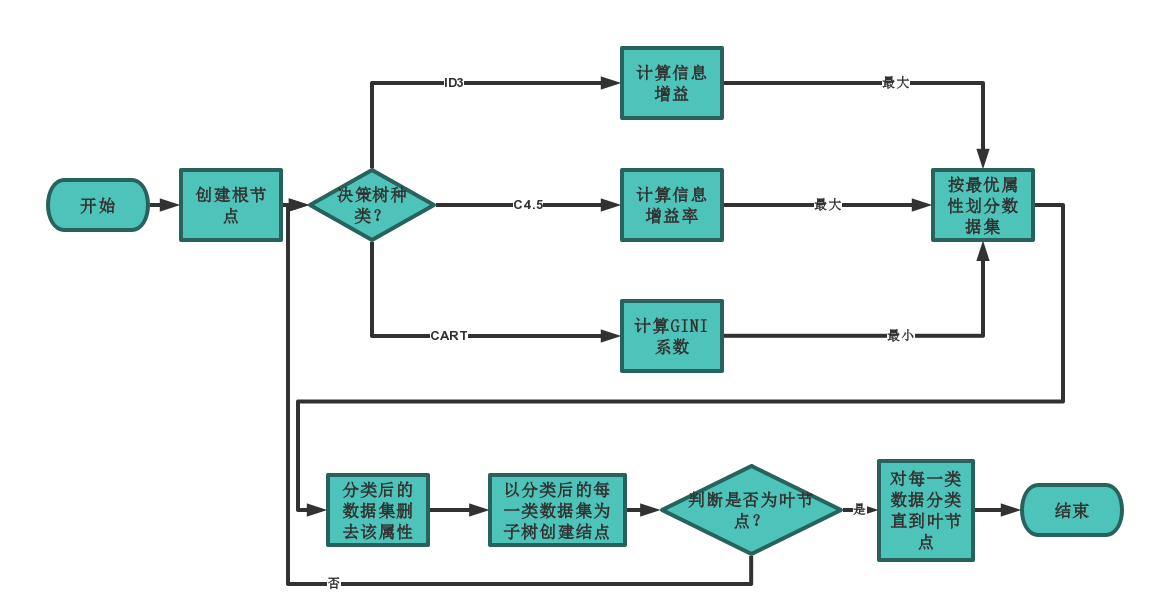 ID3
计算信息
增益
最大
开始
创建根节
点
决策树种
类？
C4.5
计算信息
增益率
最大
按最优属
性划分数
据集
CART
计算GINI
系数
最小
分类后的
数据集删
去该属性
以分类后的每
一类数据集为
子树创建结点
判断是否为叶节
点？
是
对每一类
数据分类
直到叶节
点
结束
否